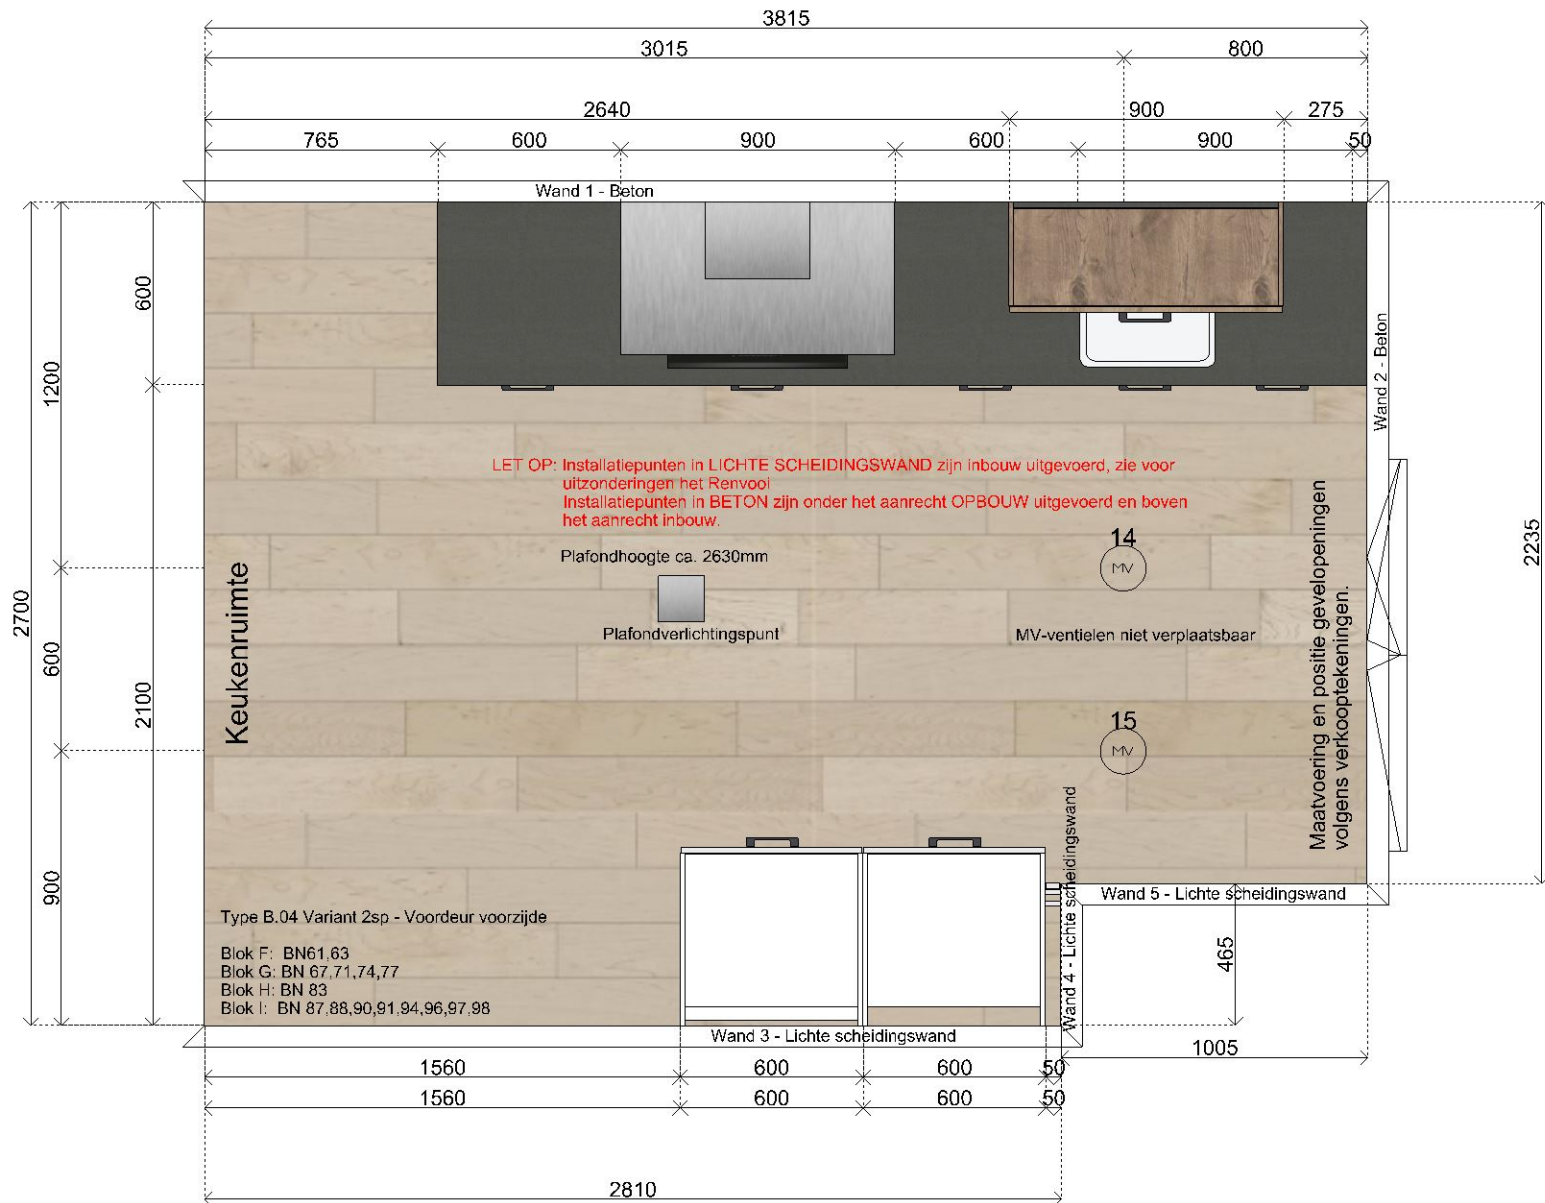 3815
3015 800
2640 900 275
765 600 900 600 900 50
Wand 1 - Beton
2700
1200
600
900
600
2100
2235
Wand 2 - Beton
LET OP: Installatiepunten in LICHTE SCHEIDINGSWAND zijn inbouw uitgevoerd, zie voor
uitzonderingen het Renvooi
Installatiepunten in BETON zijn onder het aanrecht OPBOUW uitgevoerd en boven
het aanrecht inbouw.
Plafondhoogte ca. 2630mm
Plafondverlichtingspunt
Keukenruimte
14
MV
MV-ventielen niet verplaatsbaar
15
MV
Maatvoering en positie gevelopeningen
volgens verkooptekeningen.
Type B.04 Variant 2sp - Voordeur voorzijde
Blok F: BN61,63
Blok G: BN 67,71,74,77
Blok H: BN 83
Blok I: BN 87,88,90,91,94,96,97,98
Wand 4 - Lichte scheidingswand
Wand 5 - Lichte scheidingswand
465
Wand 3 - Lichte scheidingswand
1005
1560 600 600 50
1560 600 600 50
2810